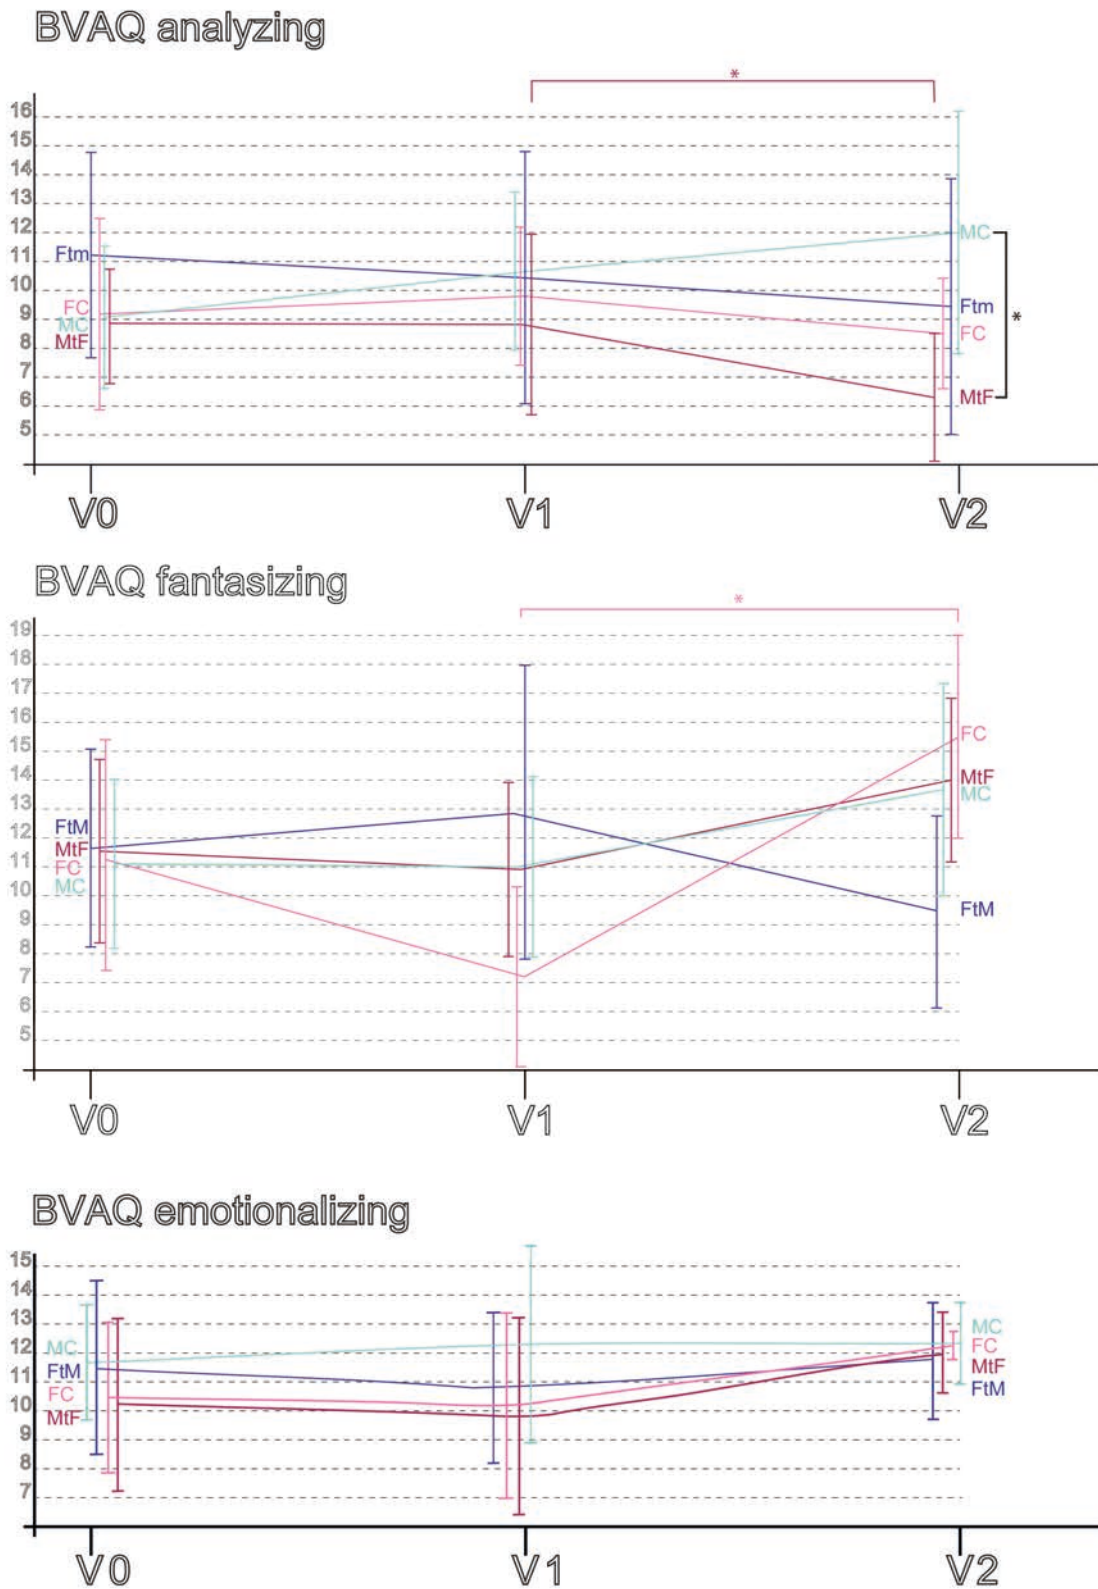 BVAQ analyzing
*
16
15
14
13
12
11
10
9
8
7
6
5
Ftm
FC
MC
MtF
MC
Ftm
FC
MtF
*
V0 V1 V2
BVAQ fantasizing
*
19
18
17
16
15
14
13
12
11
10
9
8
7
6
5
FtM
MtF
FC
MC
FC
MtF
MC
FtM
V0 V1 V2
BVAQ emotionalizing
15
14
13
12
11
10
9
8
7
MC
FtM
FC
MtF
MC
FC
MtF
FtM
V0 V1 V2